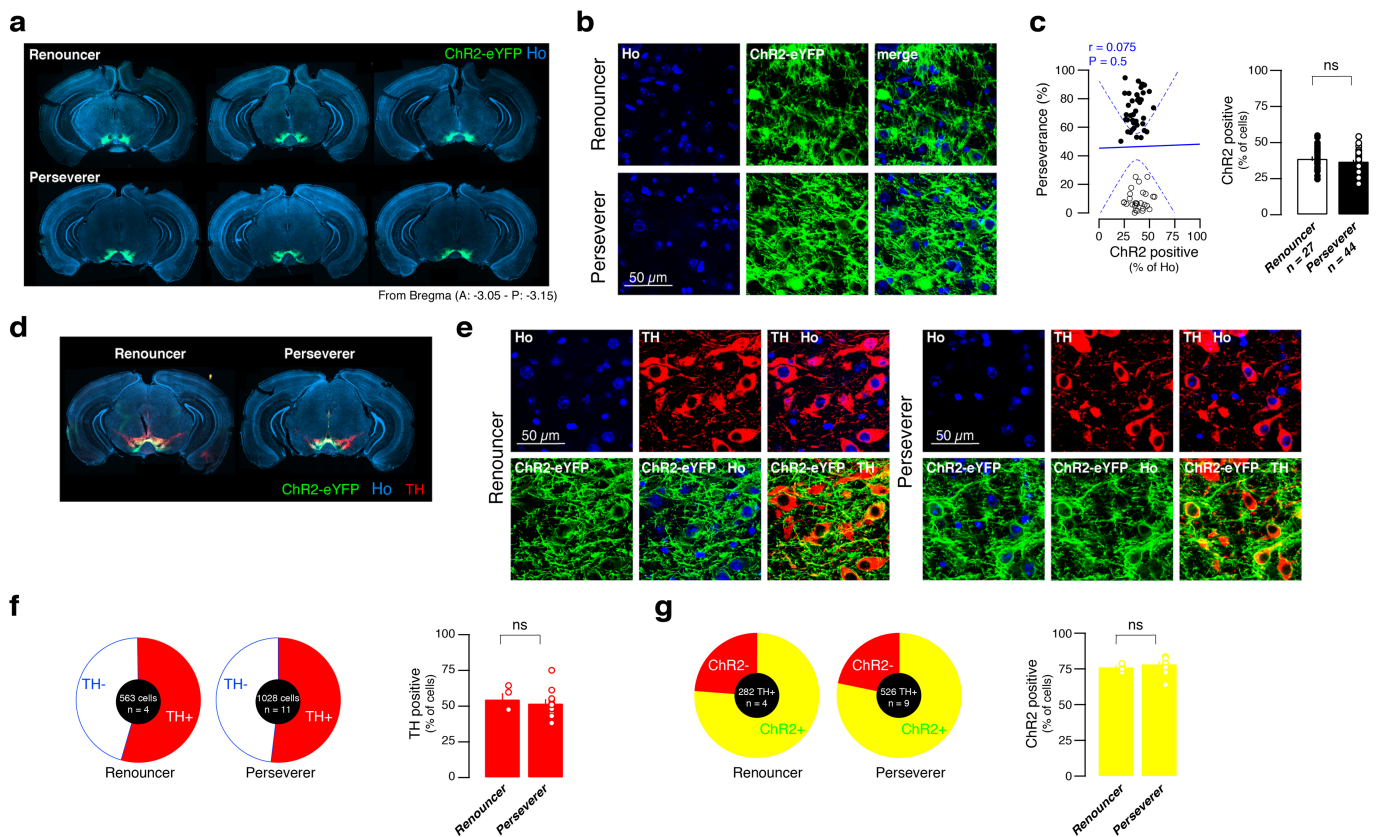 a
Renouncer
ChR2-eYFP Ho
Perseverer
From Bregma (A: -3.05 - P: -3.15)
b
Ho
ChR2-eYFP
merge
Renouncer
Perseverer
50 µm
c
r = 0.075
P = 0.5
Perseverance (%)
100
80
60
40
20
0
0 25 50 75 100
ChR2 positive
(% of Ho)
ns
ChR2 positive
(% of cells)
100
75
50
25
0
Renouncer
n = 27
Perseverer
n = 44
d
Renouncer
Perseverer
ChR2-eYFP Ho TH
e
Renouncer
Ho
TH
TH Ho
50 µm
ChR2-eYFP
ChR2-eYFP Ho
ChR2-eYFP TH
Perseverer
Ho
TH
TH Ho
50 µm
ChR2-eYFP
ChR2-eYFP Ho
ChR2-eYFP TH
f
TH-
563 cells
n = 4
TH+
Renouncer
TH-
1028 cells
n = 11
TH+
Perseverer
ns
TH positive
(% of cells)
100
75
50
25
0
Renouncer
Perseverer
g
ChR2-
282 TH+
n = 4
ChR2+
Renouncer
ChR2-
526 TH+
n = 9
ChR2+
Perseverer
ns
ChR2 positive
(% of cells)
100
75
50
25
0
Renouncer
Perseverer